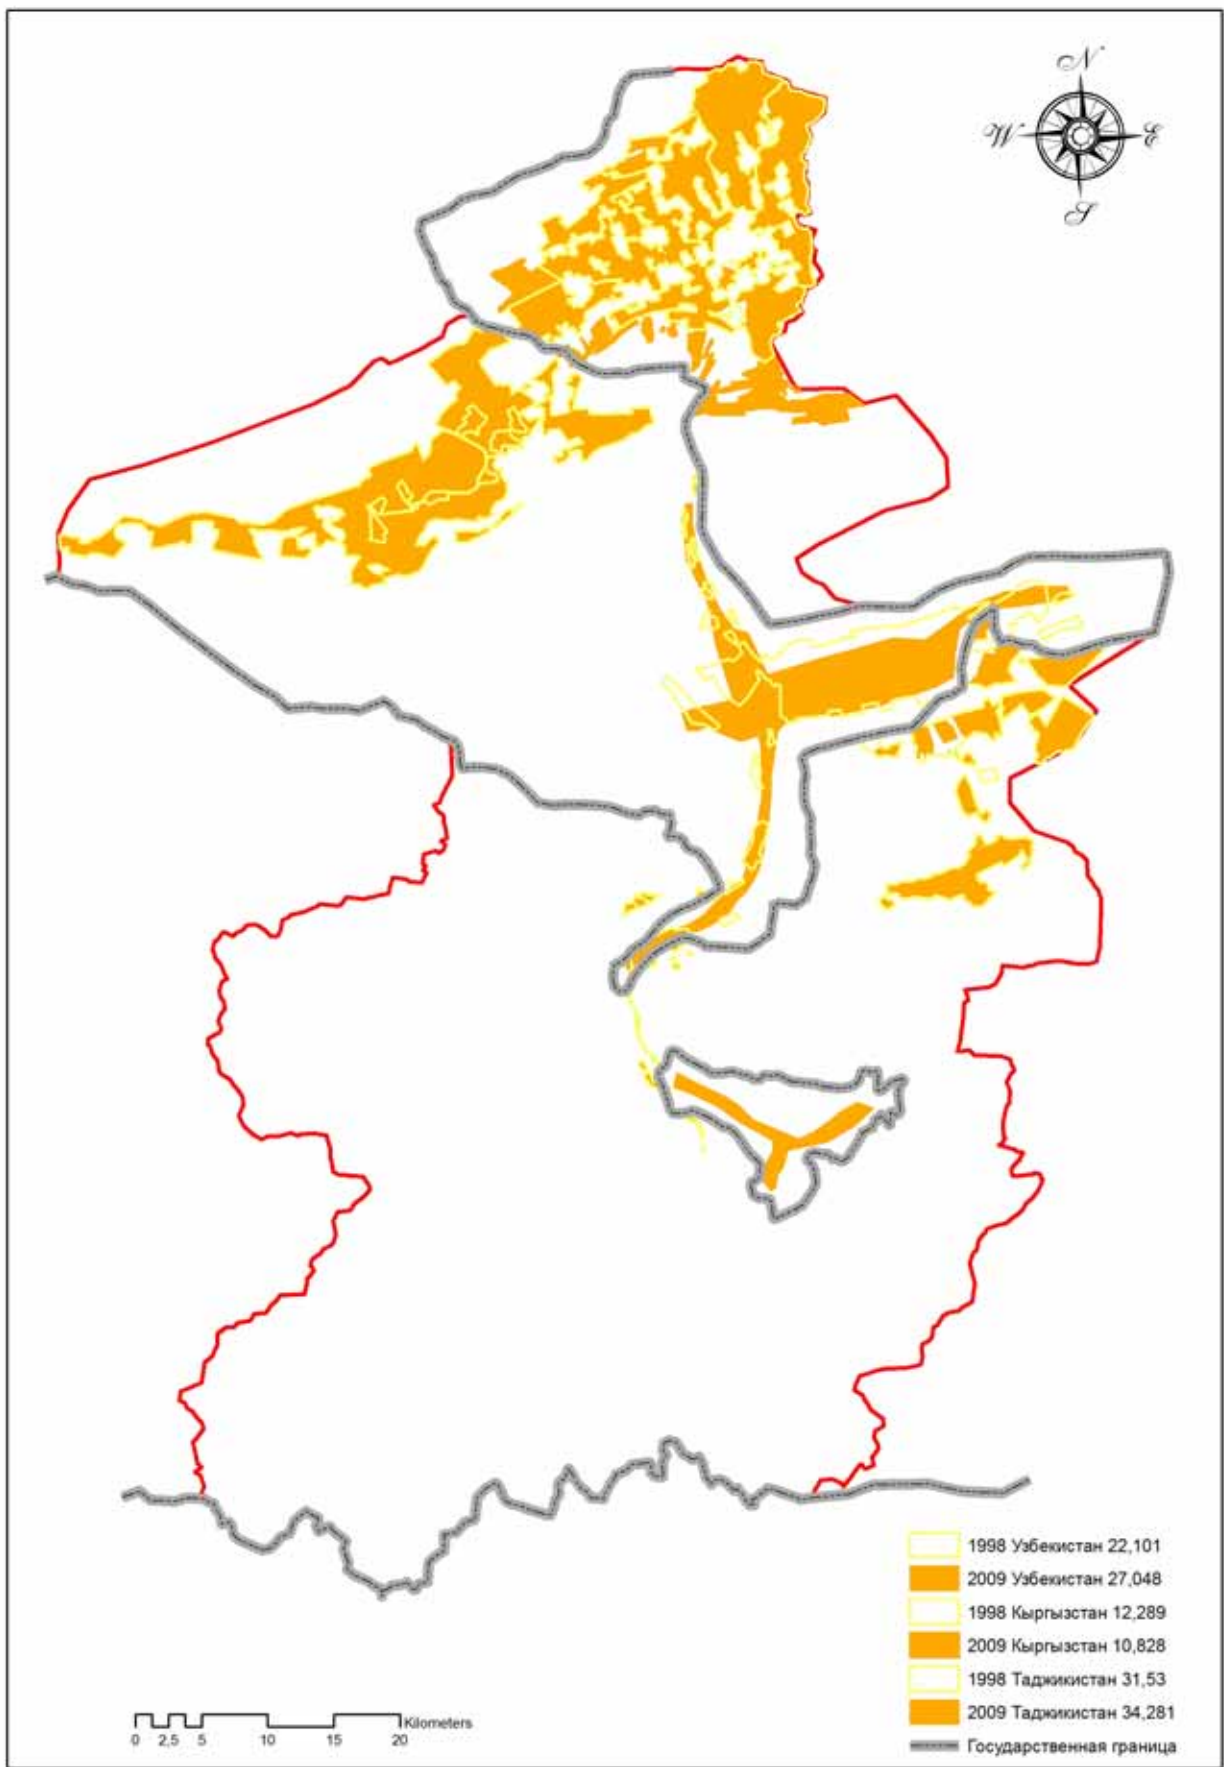 N
W E
S
1998 Узбекистан 22,101
2009 Узбекистан 27,048
1998 Кыргызстан 12,289
2009 Кыргызстан 10,828
1998 Таджикистан 31,53
2009 Таджикистан 34,281
Государственная граница
Kilometers
0 2,5 5 10 15 20